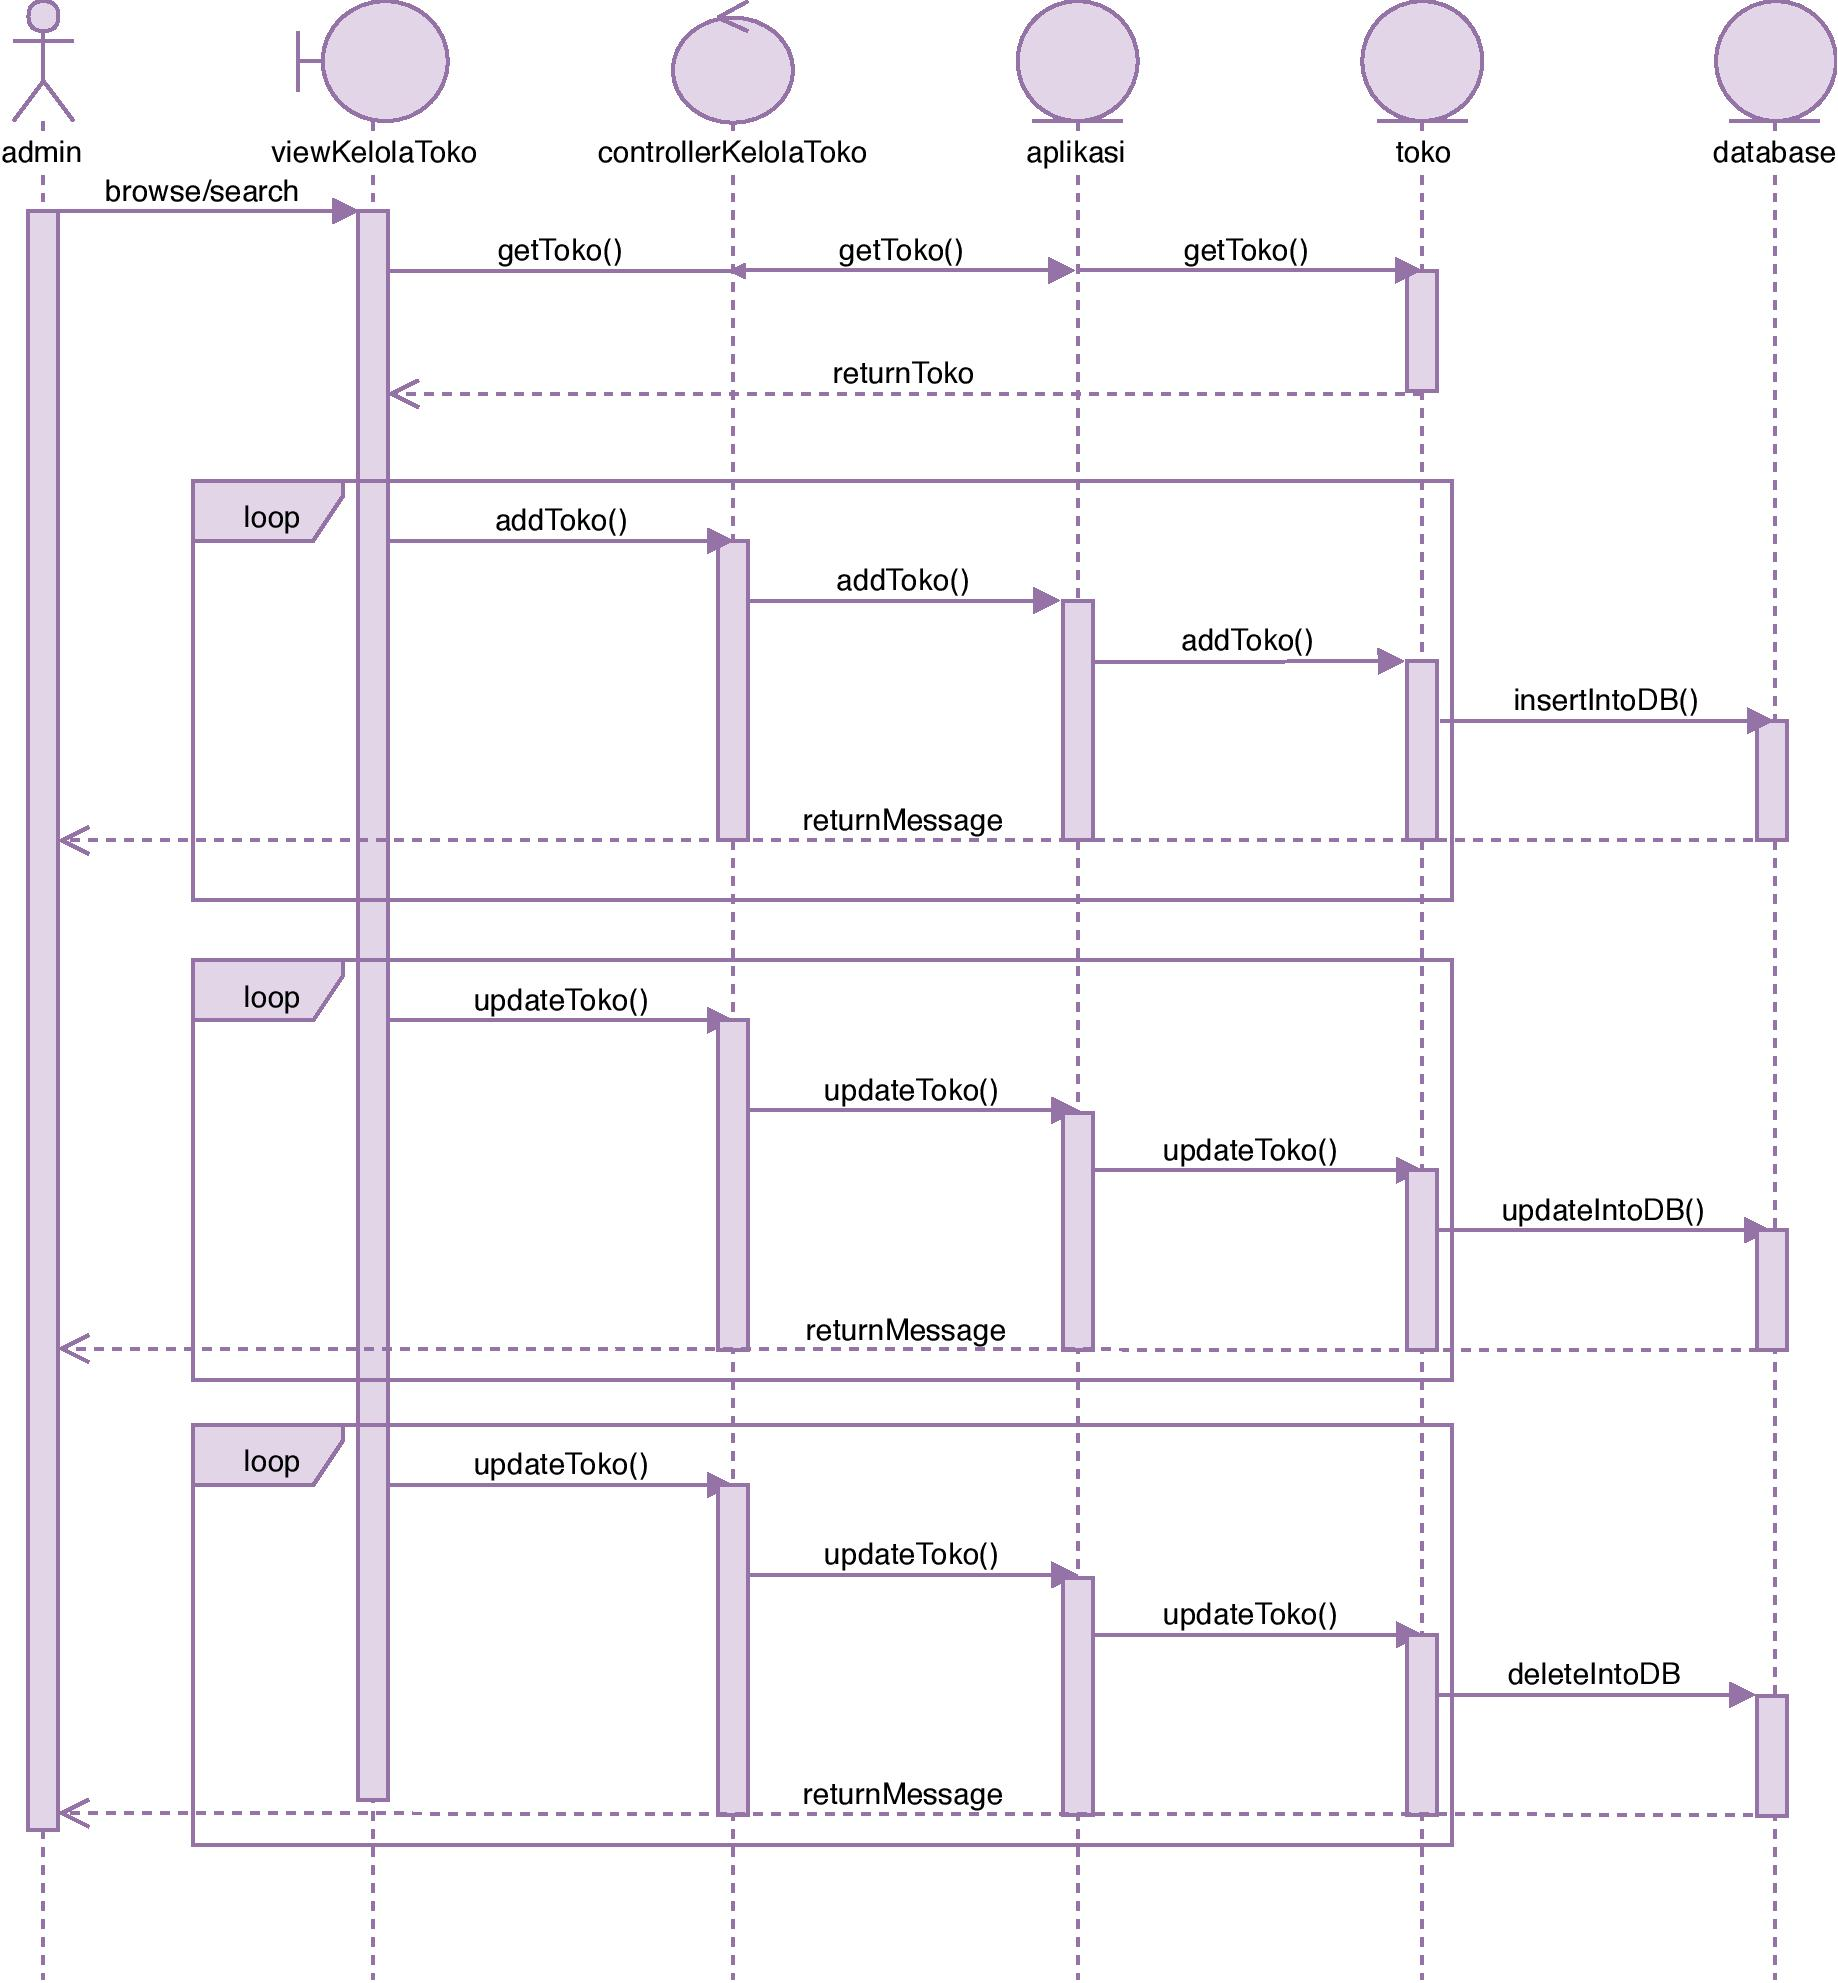 admin
viewKelolaToko
controllerKelolaToko
aplikasi
toko
database
browse/search
getToko()
getToko()
getToko()
returnToko
loop
addToko()
addToko()
addToko()
insertIntoDB()
returnMessage
loop
updateToko()
updateToko()
updateToko()
updateIntoDB()
returnMessage
loop
updateToko()
updateToko()
updateToko()
deleteIntoDB
returnMessage